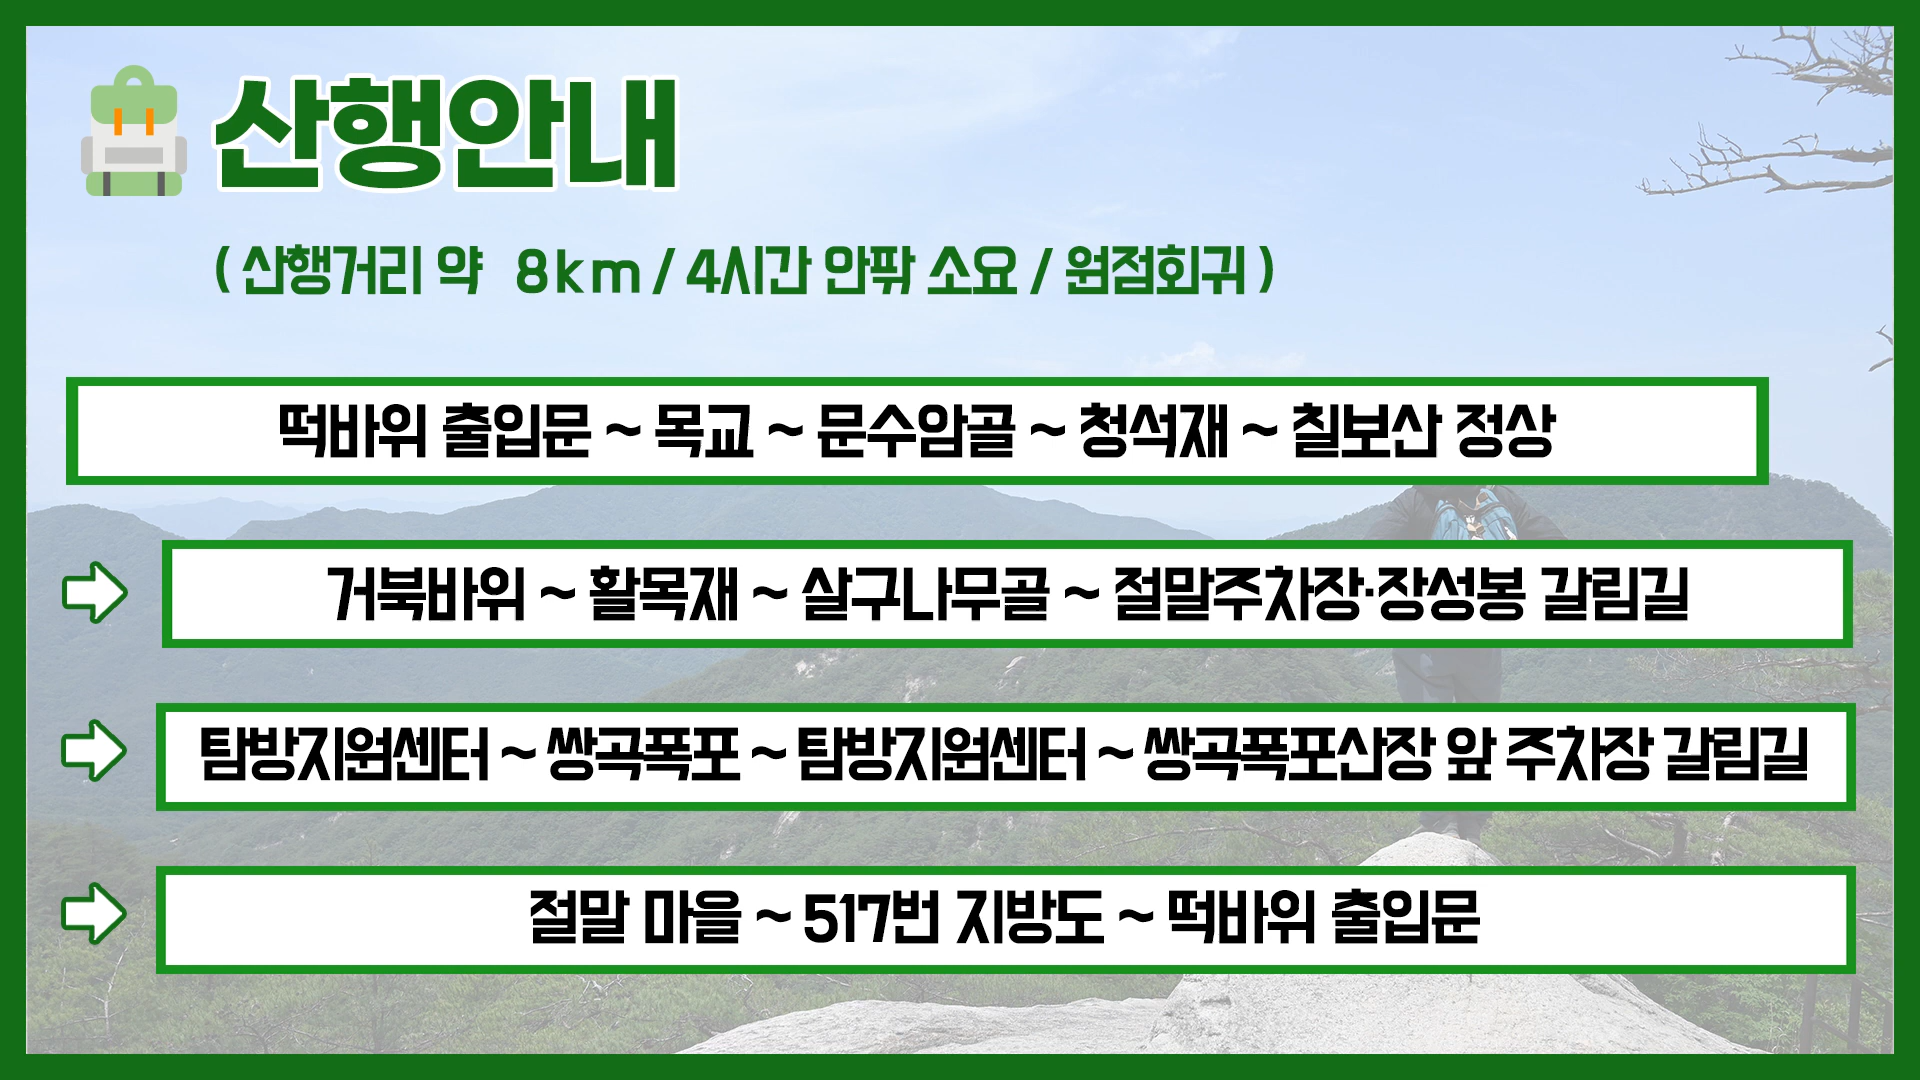 산행안내
( 산행거리 약 8km / 4시간 안팎 소요 / 원점회귀 )
떡바위 출입문 ~ 목교 ~ 문수암골 ~ 청석재 ~ 칠보산 정상
거북바위 ~ 활목재 ~ 살구나무골 ~ 절말주차장·장성봉 갈림길
탐방지원센터 ~ 쌍곡폭포 ~ 탐방지원센터 ~ 쌍곡폭포산장 앞 주차장 갈림길
절말 마을 ~ 517번 지방도 ~ 떡바위 출입문